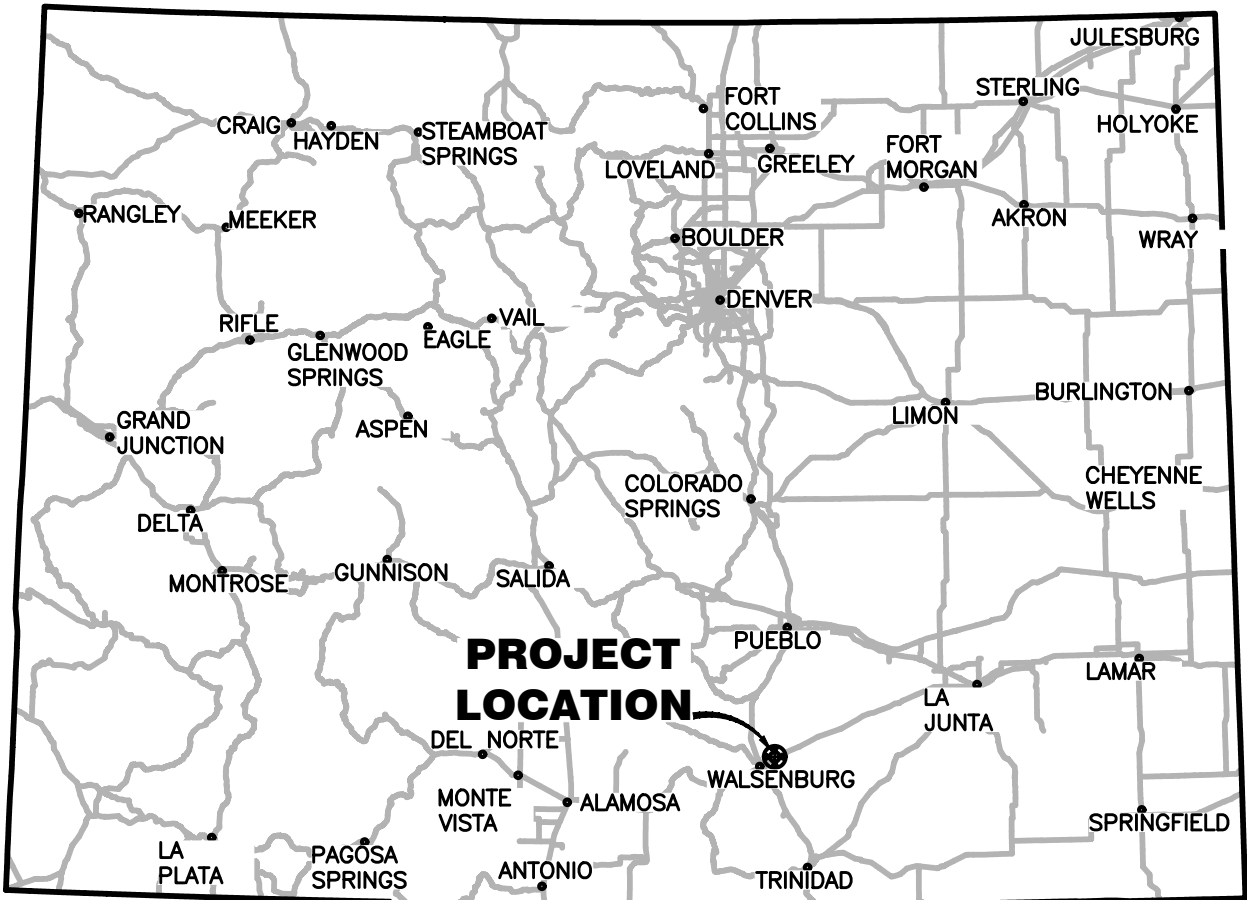 JULESBURG
STERLING
FORT
COLLINS
HOLYOKE
CRAIG
HAYDEN
STEAMBOAT
SPRINGS
FORT
MORGAN
LOVELAND
GREELEY
RANGLEY
MEEKER
AKRON
WRAY
BOULDER
DENVER
RIFLE
VAIL
EAGLE
GLENWOOD
SPRINGS
BURLINGTON
LIMON
GRAND
JUNCTION
ASPEN
CHEYENNE
WELLS
COLORADO
SPRINGS
DELTA
MONTROSE
GUNNISON
SALIDA
PUEBLO
PROJECT
LOCATION
LAMAR
LA
JUNTA
DEL NORTE
WALSENBURG
MONTE
VISTA
ALAMOSA
SPRINGFIELD
LA
PLATA
PAGOSA
SPRINGS
ANTONIO
TRINIDAD